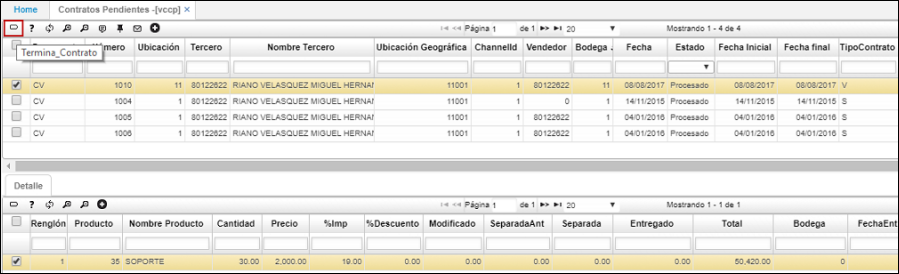 Home Contratos Pendientes -[vccp] ×
? Página 1 de 1 20 Mostrando 1 - 4 de 4
Número Ubicación Tercero Nombre Tercero Ubicación Geográfica ChannelId Vendedor Bodega Fecha Estado Fecha Inicial Fecha final TipoContrato
Termina_Contrato
CV 1010 11 80122622 RIANO VELASQUEZ MIGUEL HERNAN 11001 1 80122622 11 08/08/2017 Procesado 08/08/2017 08/08/2017 V
CV 1004 1 80122622 RIANO VELASQUEZ MIGUEL HERNAN 11001 1 0 1 14/11/2015 Procesado 14/11/2015 14/11/2015 S
CV 1005 1 80122622 RIANO VELASQUEZ MIGUEL HERNAN 11001 1 80122622 1 04/01/2016 Procesado 04/01/2016 04/01/2016 S
CV 1006 1 80122622 RIANO VELASQUEZ MIGUEL HERNAN 11001 1 80122622 1 04/01/2016 Procesado 04/01/2016 04/01/2016 S
Detalle
? Página 1 de 1 20 Mostrando 1 - 1 de 1
Renglón Producto Nombre Producto Cantidad Precio %Imp %Descuento Modificado SeparadaAnt Separada Entregado Total Bodega FechaEnt
1 35 SOPORTE 30.00 2,000.00 19.00 0.00 0.00 0.00 0.00 0.00 50,420.00 0